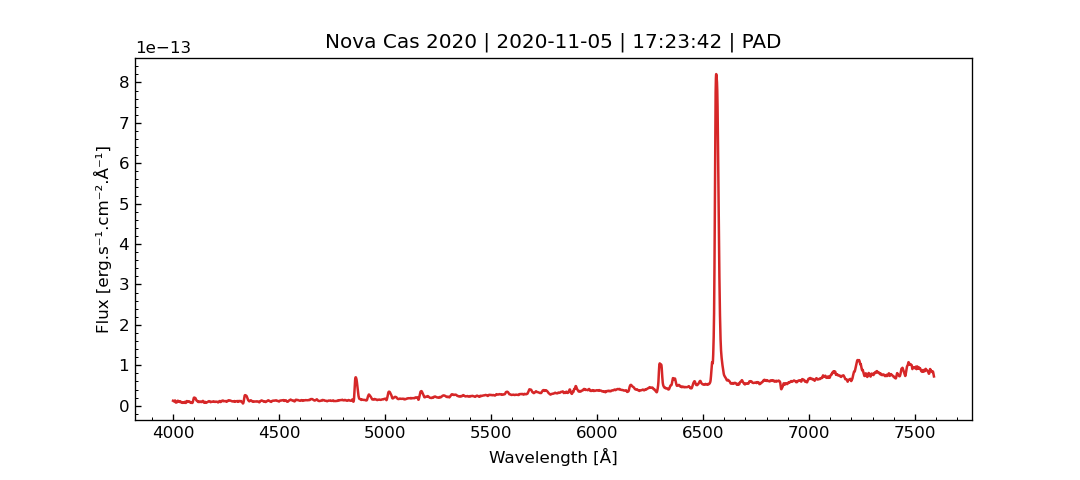 Nova Cas 2020 | 2020-11-05 | 17:23:42 | PAD
1e−13
8
7
6
5
4
3
2
1
0
Flux [erg.s⁻¹.cm⁻².Å⁻¹]
4000 4500 5000 5500 6000 6500 7000 7500
Wavelength [Å]